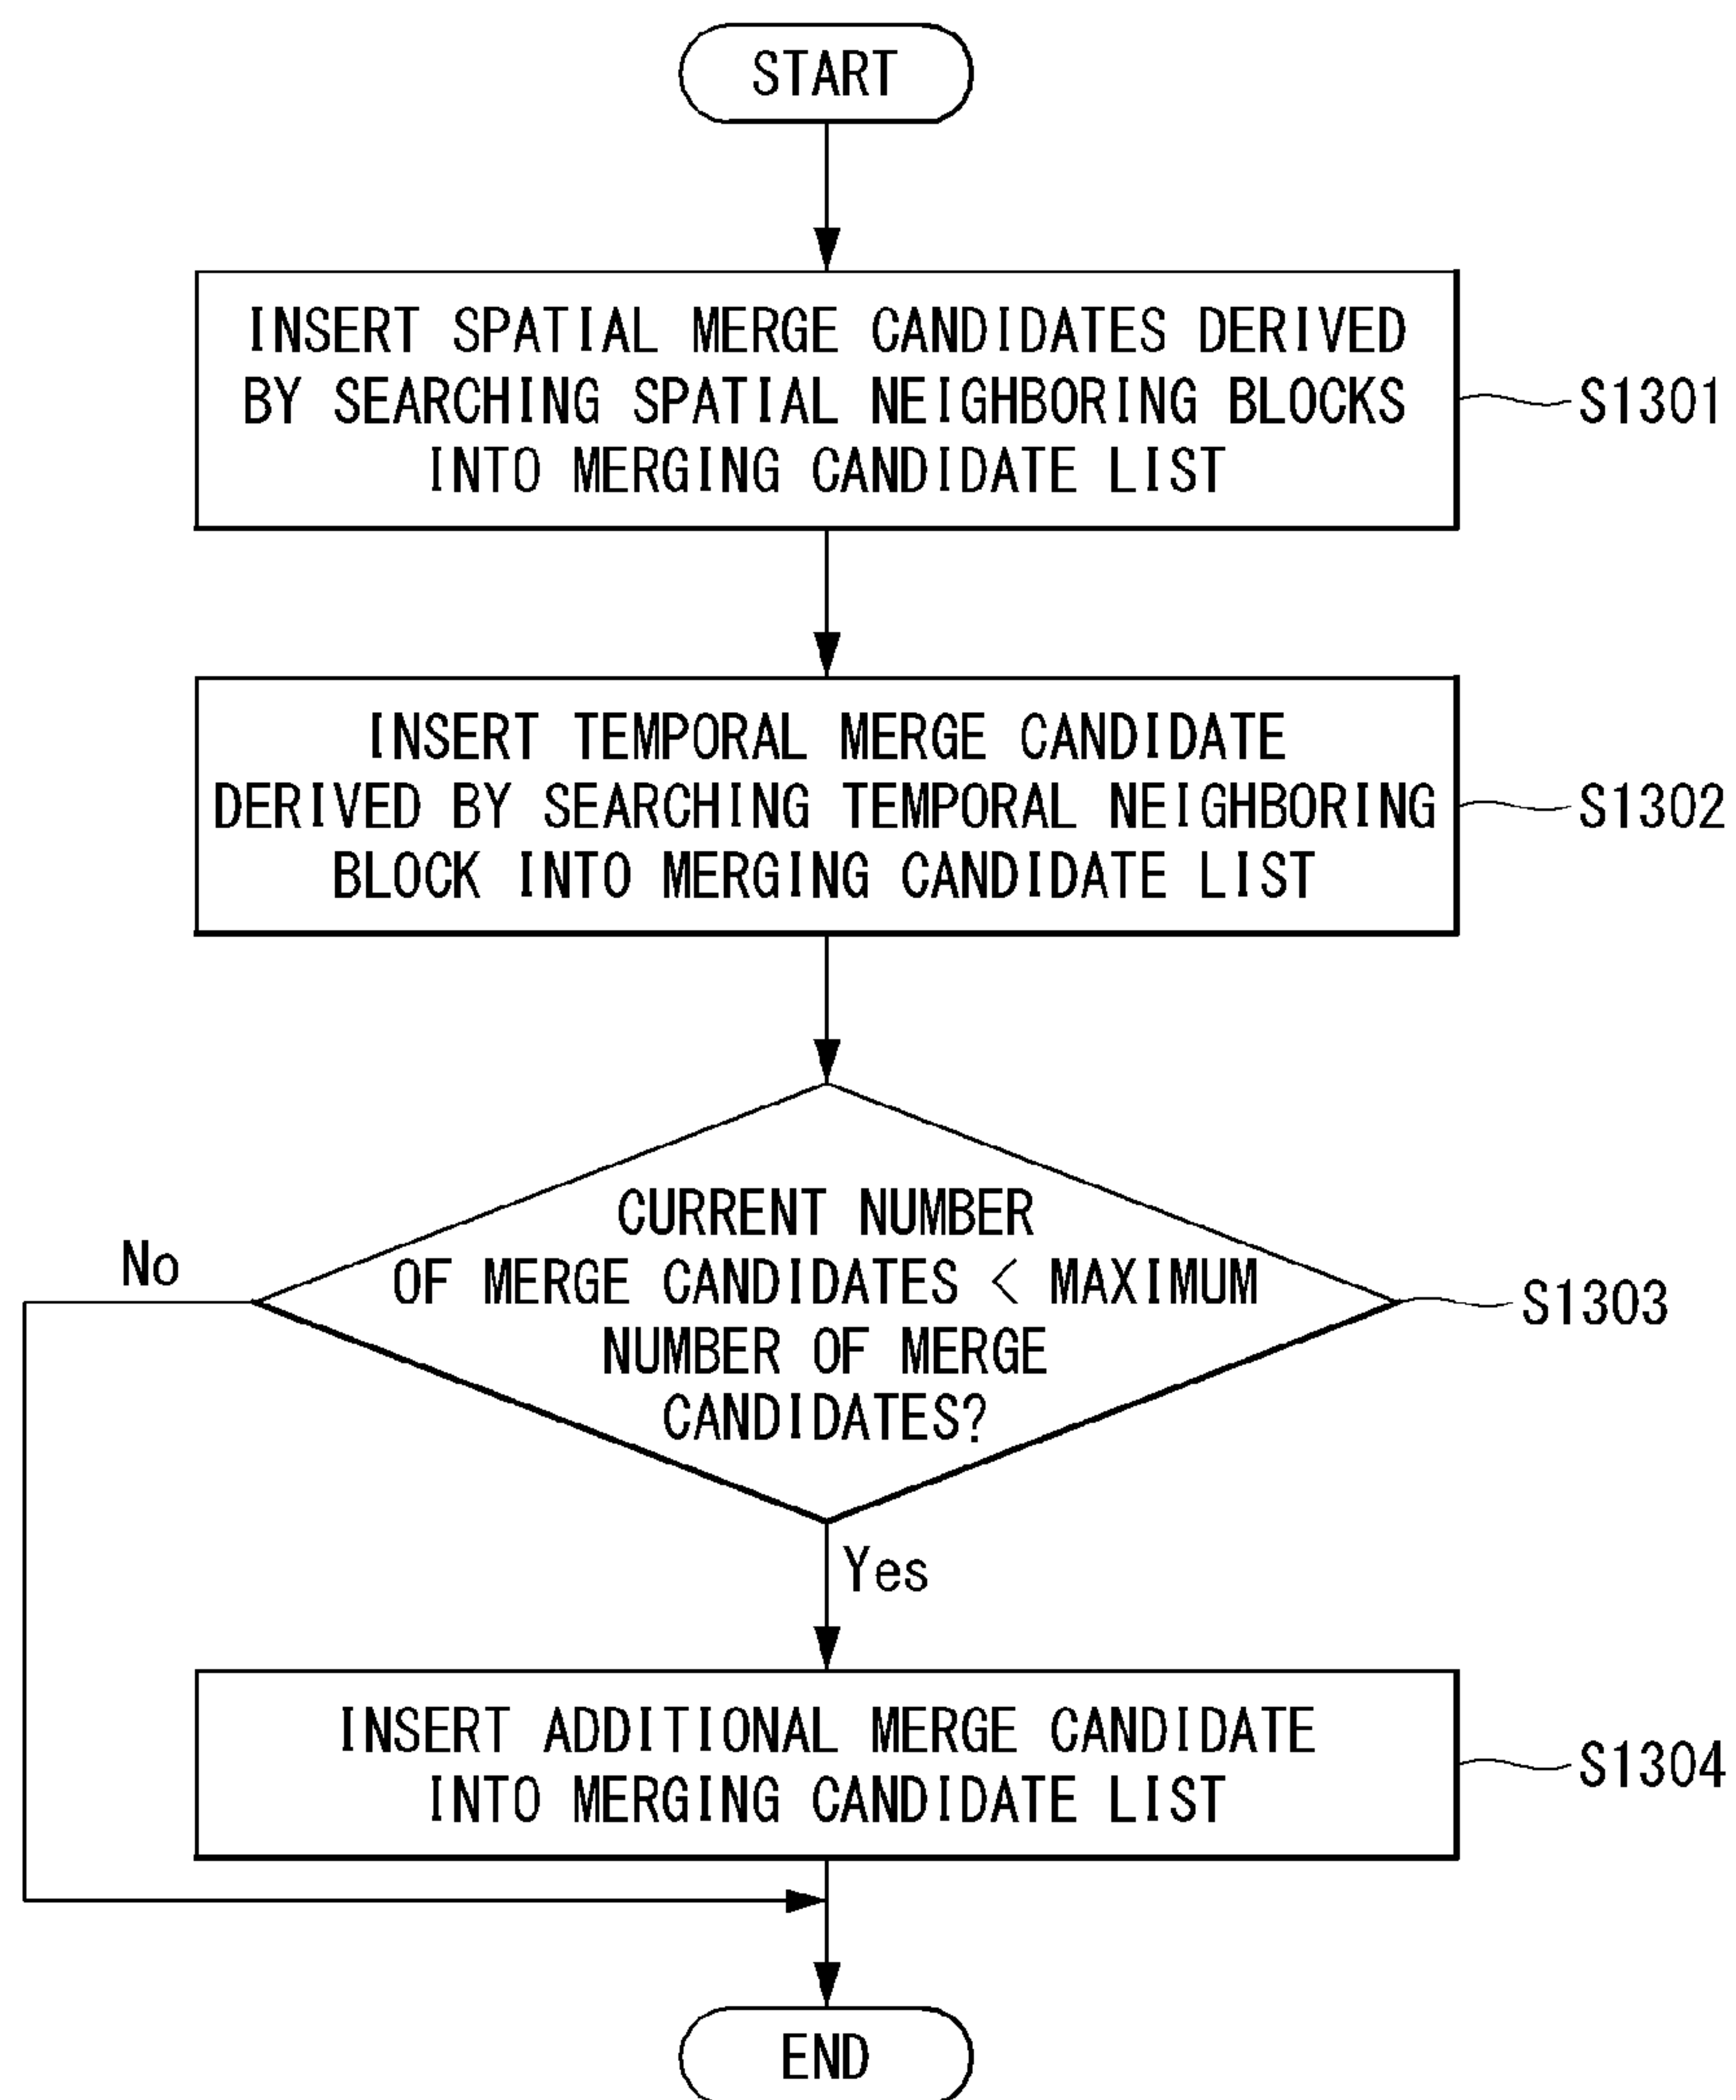 START
INSERT SPATIAL MERGE CANDIDATES DERIVED
BY SEARCHING SPATIAL NEIGHBORING BLOCKS
INTO MERGING CANDIDATE LIST
S1301
INSERT TEMPORAL MERGE CANDIDATE
DERIVED BY SEARCHING TEMPORAL NEIGHBORING
BLOCK INTO MERGING CANDIDATE LIST
S1302
CURRENT NUMBER
OF MERGE CANDIDATES < MAXIMUM
NUMBER OF MERGE
CANDIDATES?
S1303
No
Yes
INSERT ADDITIONAL MERGE CANDIDATE
INTO MERGING CANDIDATE LIST
S1304
END